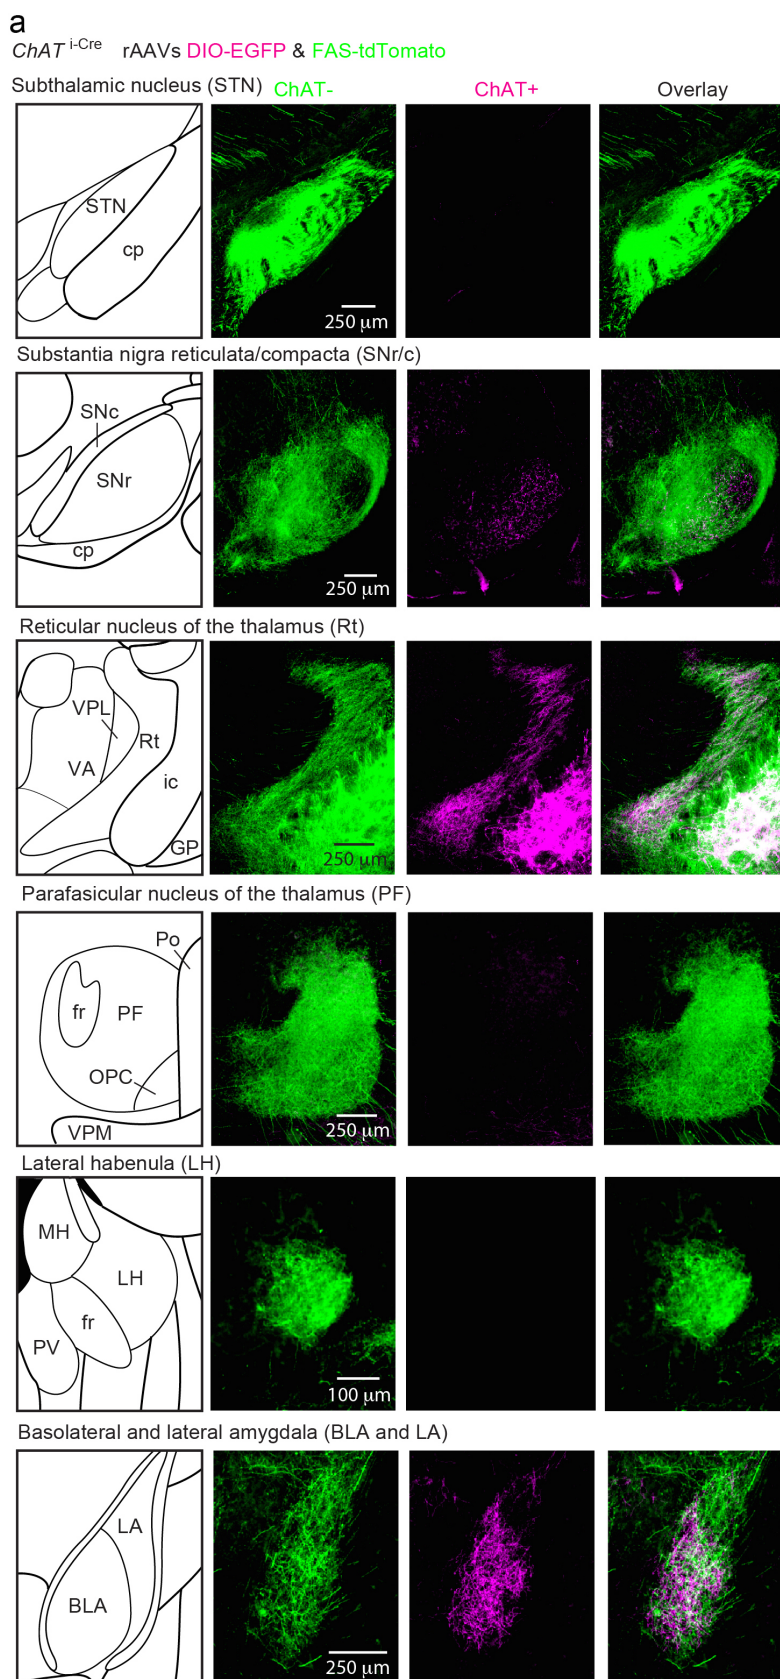 a
ChAT i-Cre rAAVs DIO-EGFP & FAS-tdTomato
Subthalamic nucleus (STN) ChAT- ChAT+ Overlay
STN
cp
250 µm
Substantia nigra reticulata/compacta (SNr/c)
SNc
SNr
cp
250 µm
Reticular nucleus of the thalamus (Rt)
VPL
Rt
VA
ic
GP
250 µm
Parafasicular nucleus of the thalamus (PF)
Po
fr PF
OPC
VPM
250 µm
Lateral habenula (LH)
MH
LH
fr
PV
100 µm
Basolateral and lateral amygdala (BLA and LA)
LA
BLA
250 µm